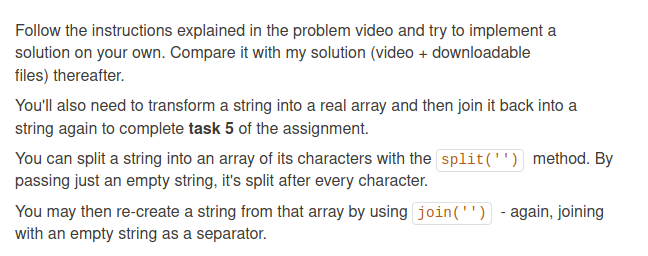 Follow the instructions explained in the problem video and try to implement a
solution on your own. Compare it with my solution (video + downloadable
files) thereafter.
You'll also need to transform a string into a real array and then join it back into a
string again to complete task 5 of the assignment.
You can split a string into an array of its characters with the split('') method. By
passing just an empty string, it's split after every character.
You may then re-create a string from that array by using join('') - again, joining
with an empty string as a separator.